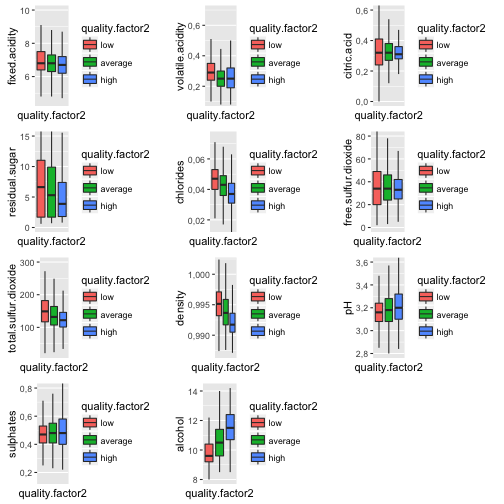 fixed.acidity
10
8
6
quality.factor2
quality.factor2
low
average
high
volatile.acidity
0,6
0,4
0,2
quality.factor2
quality.factor2
low
average
high
citric.acid
0,6
0,4
0,2
0,0
quality.factor2
quality.factor2
low
average
high
residual.sugar
15
10
5
0
quality.factor2
quality.factor2
low
average
high
chlorides
0,06
0,04
0,02
quality.factor2
quality.factor2
low
average
high
free.sulfur.dioxide
80
60
40
20
0
quality.factor2
quality.factor2
low
average
high
total.sulfur.dioxide
300
200
100
quality.factor2
quality.factor2
low
average
high
density
1,000
0,995
0,990
quality.factor2
quality.factor2
low
average
high
pH
3,6
3,4
3,2
3,0
2,8
quality.factor2
quality.factor2
low
average
high
sulphates
0,8
0,6
0,4
0,2
quality.factor2
quality.factor2
low
average
high
alcohol
14
12
10
8
quality.factor2
quality.factor2
low
average
high